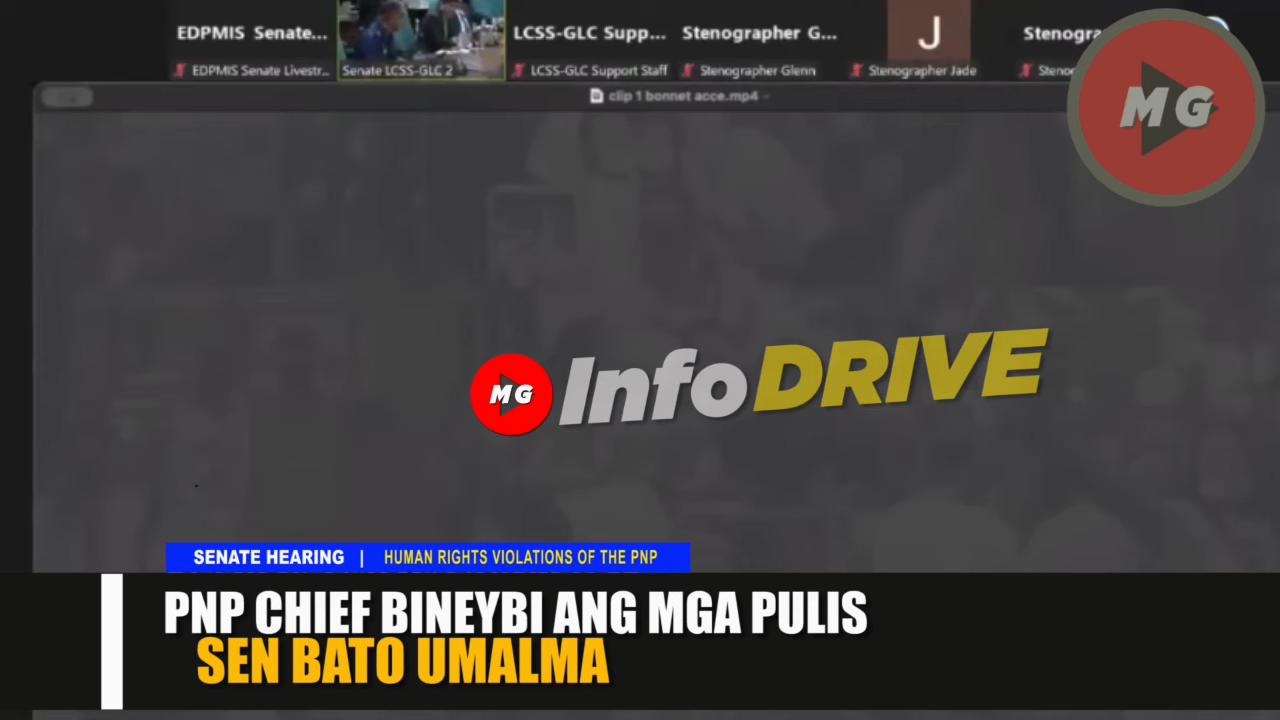 EDPMIS Senate...
LCSS-GLC Supp...
Stenographer G...
J
Stenogra
EDPMIS Senate Livestr...
Senate LCSS-GLC 2
LCSS-GLC Support Staff
Stenographer Glenn
Stenographer Jade
Steno
clip 1 bonnet acce.mp4
MG
MG InfoDRIVE
SENATE HEARING | HUMAN RIGHTS VIOLATIONS OF THE PNP
PNP CHIEF BINEYBI ANG MGA PULIS
SEN BATO UMALMA